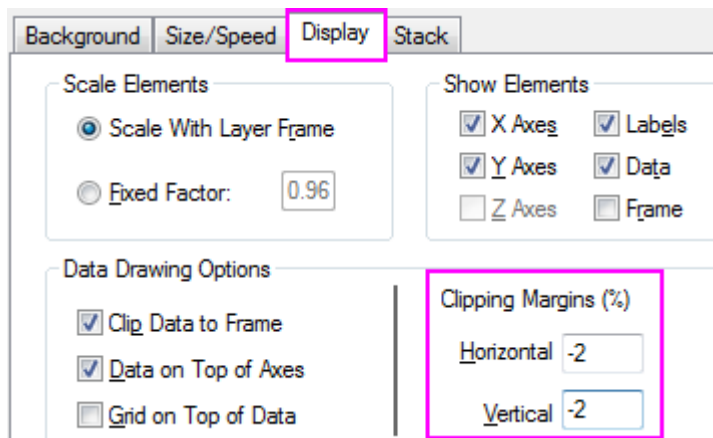 Background Size/Speed Display Stack
Scale Elements
Scale With Layer Frame
Fixed Factor: 0.96
Show Elements
X Axes Labels
Y Axes Data
Z Axes Frame
Data Drawing Options
Clip Data to Frame
Data on Top of Axes
Grid on Top of Data
Clipping Margins (%)
Horizontal -2
Vertical -2